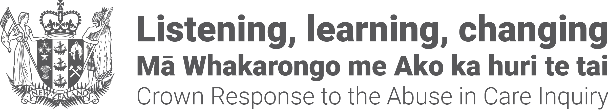 Listening, learning, changing
Mā Whakarongo me Ako ka huri te tai
Crown Response to the Abuse in Care Inquiry